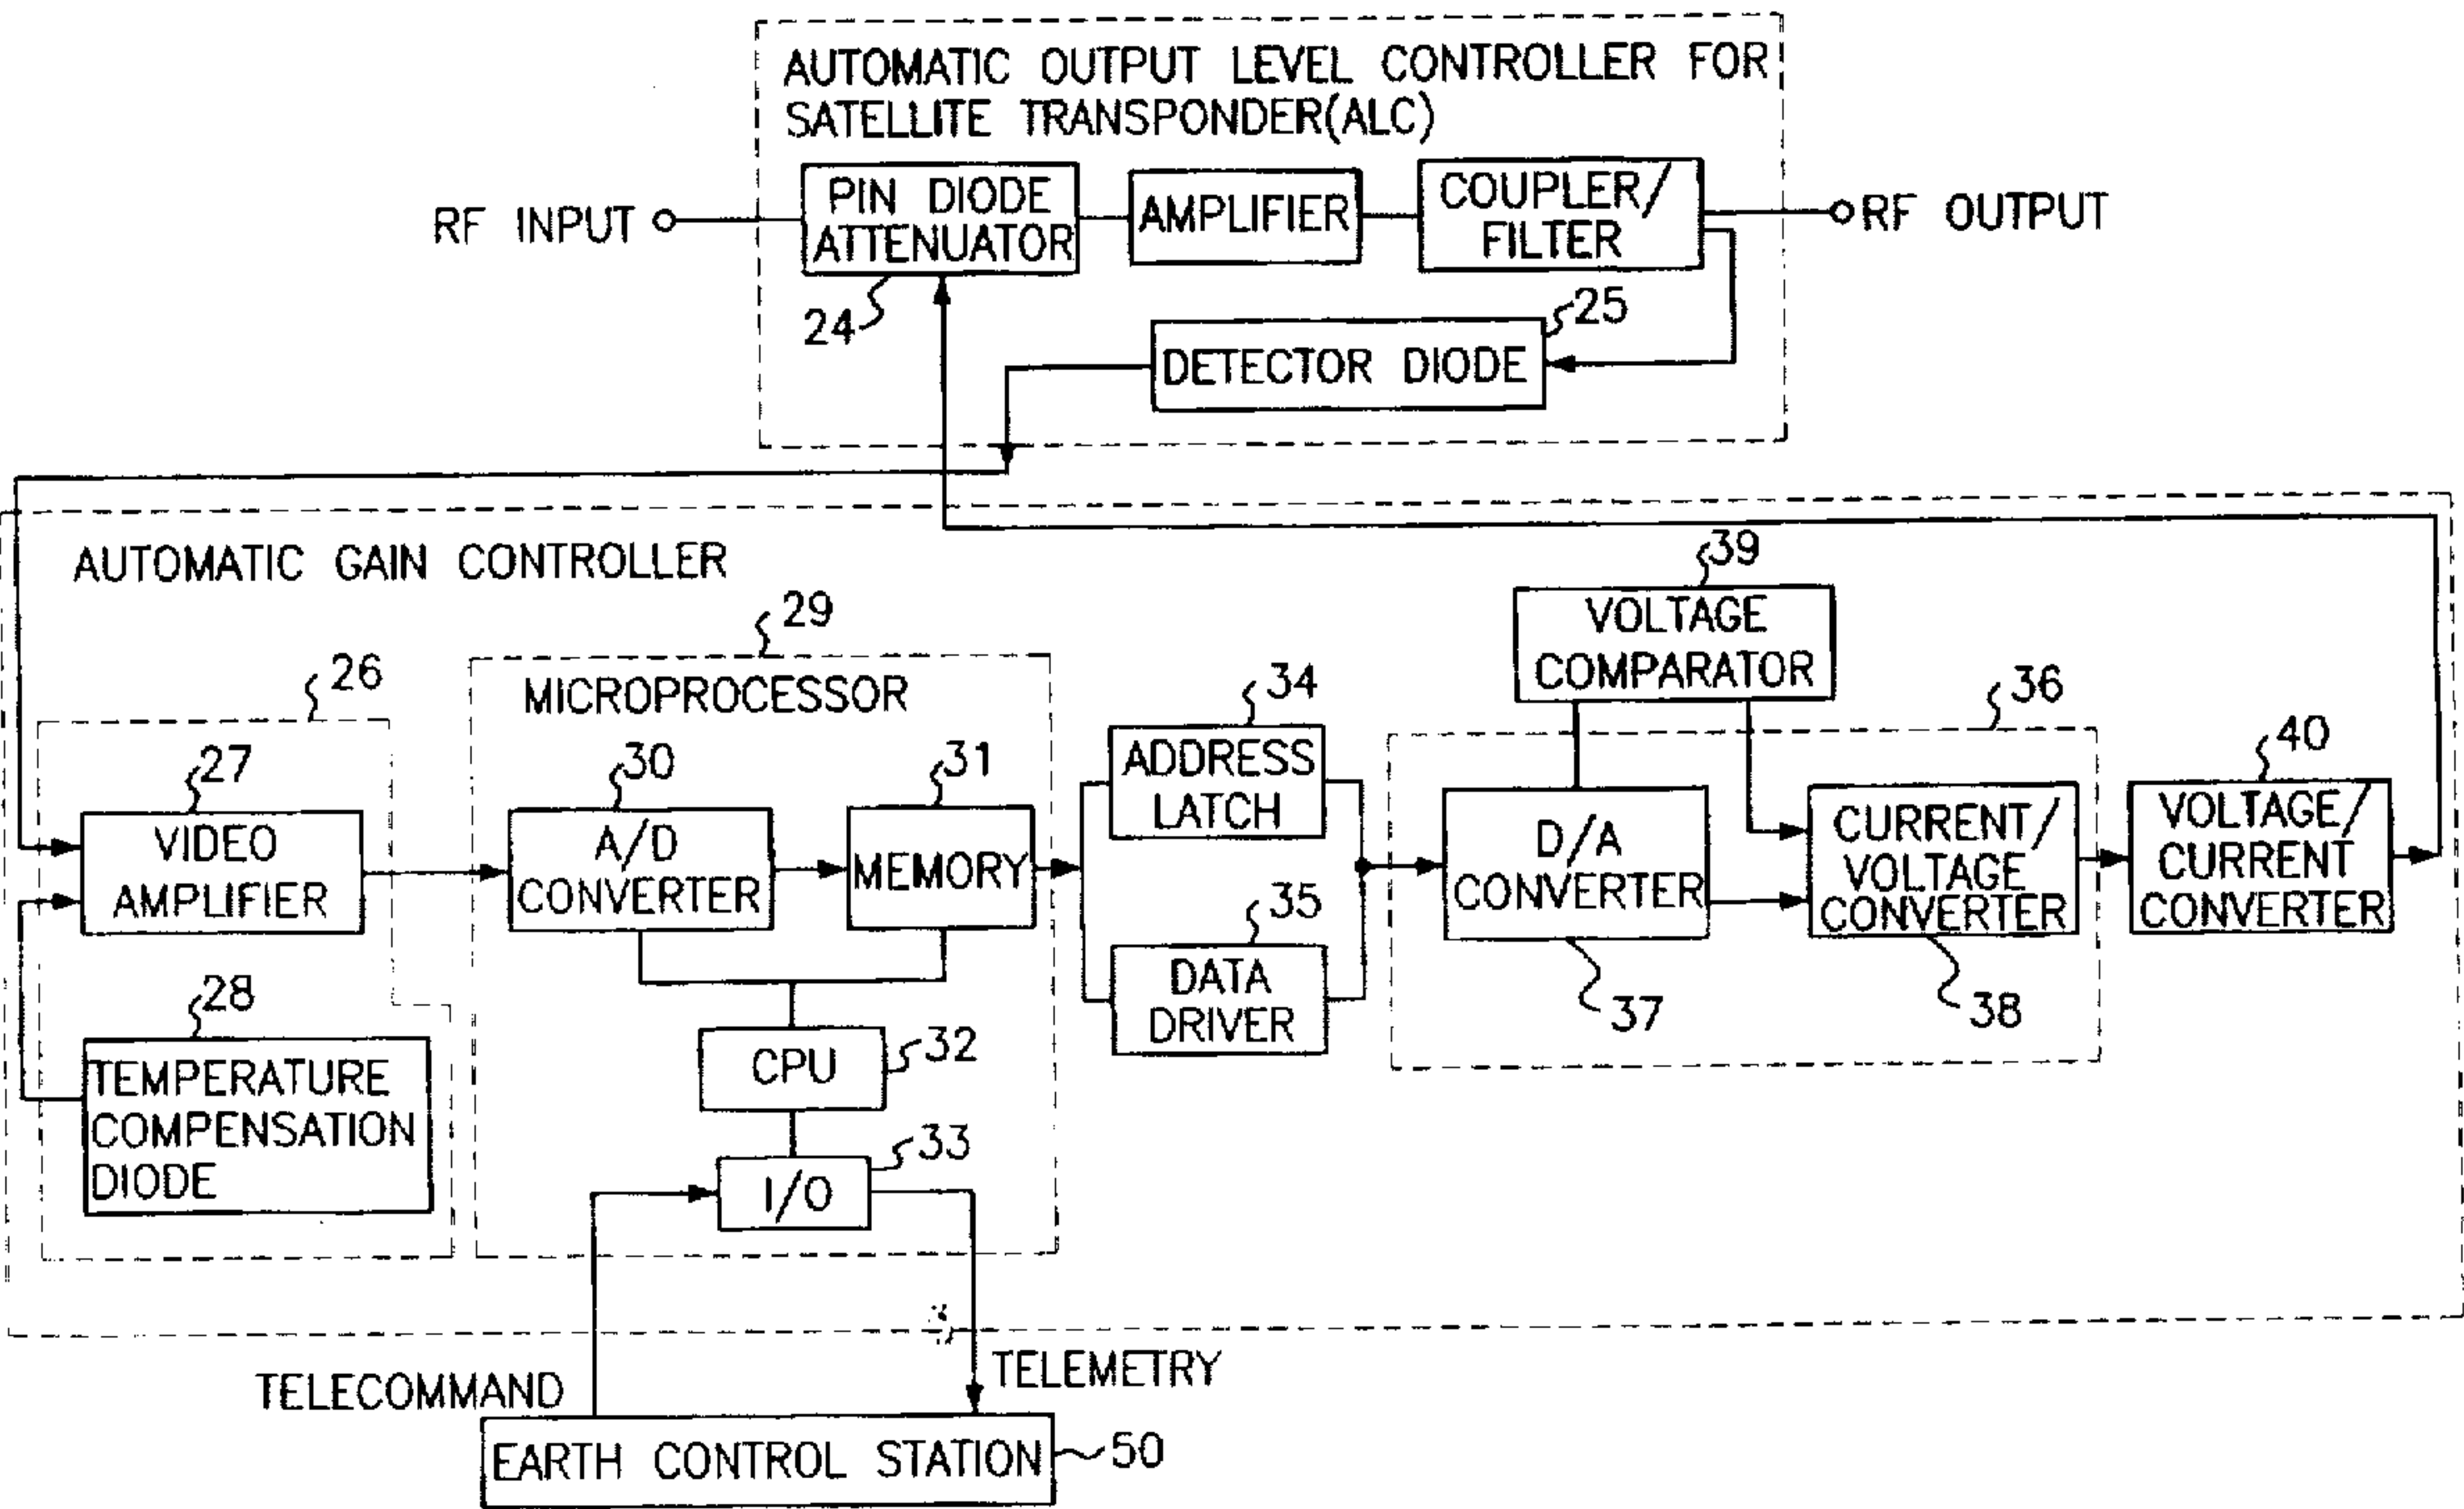 AUTOMATIC OUTPUT LEVEL CONTROLLER FOR
SATELLITE TRANSPONDER(ALC)
RF INPUT
PIN DIODE
ATTENUATOR
AMPLIFIER
COUPLER/
FILTER
RF OUTPUT
24
25
DETECTOR DIODE
AUTOMATIC GAIN CONTROLLER
39
VOLTAGE
COMPARATOR
29
MICROPROCESSOR
26
34
ADDRESS
LATCH
36
27
VIDEO
AMPLIFIER
30
A/D
CONVERTER
31
MEMORY
35
DATA
DRIVER
D/A
CONVERTER
37
CURRENT/
VOLTAGE
CONVERTER
38
40
VOLTAGE/
CURRENT
CONVERTER
28
TEMPERATURE
COMPENSATION
DIODE
CPU
32
33
I/O
TELECOMMAND
TELEMETRY
EARTH CONTROL STATION
50